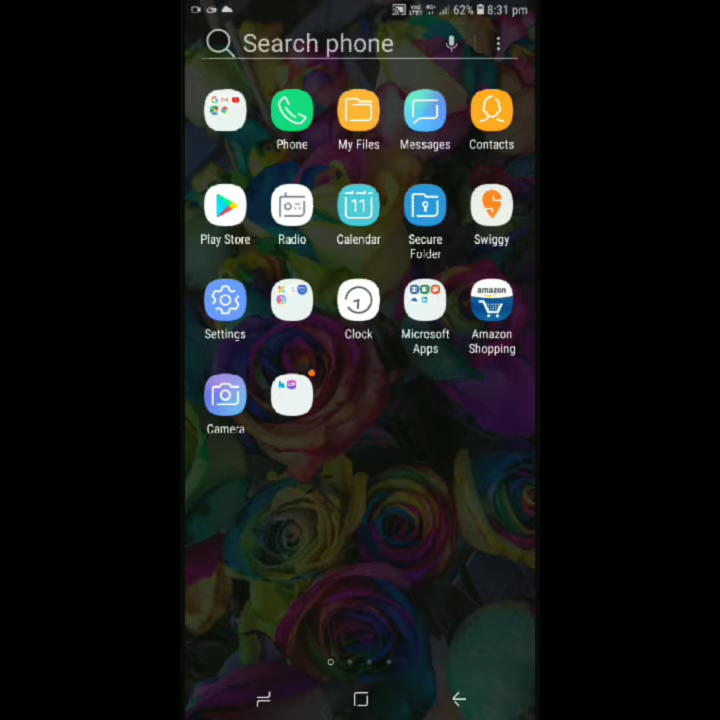 62% 8:31 pm
Search phone
Phone
My Files
Messages
Contacts
11
Play Store
Radio
Calendar
Secure
Folder
Swiggy
amazon
Settings
Clock
Microsoft
Apps
Amazon
Shopping
Camera